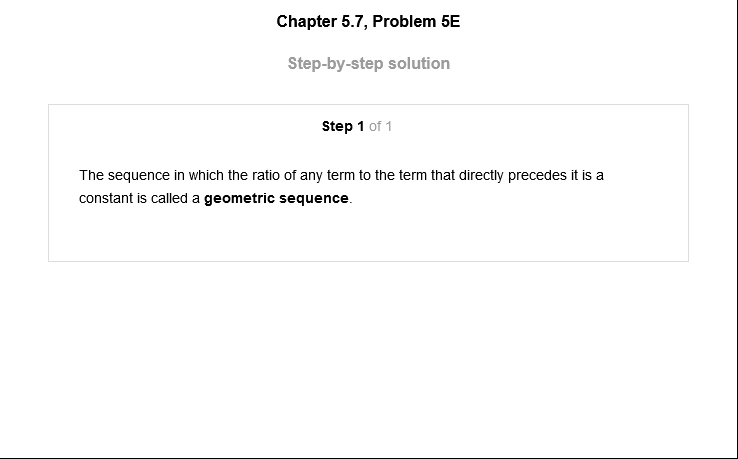 Chapter 5.7, Problem 5E
Step-by-step solution
Step 1 of 1
The sequence in which the ratio of any term to the term that directly precedes it is a
constant is called a geometric sequence.